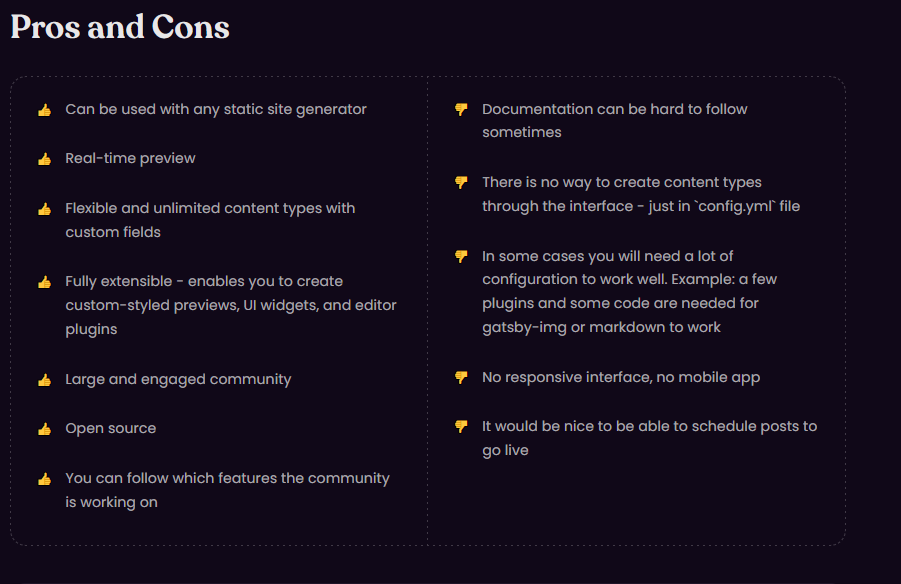 Pros and Cons
Can be used with any static site generator
Real-time preview
Flexible and unlimited content types with
custom fields
Fully extensible - enables you to create
custom-styled previews, UI widgets, and editor
plugins
Large and engaged community
Open source
You can follow which features the community
is working on
Documentation can be hard to follow
sometimes
There is no way to create content types
through the interface - just in `config.yml` file
In some cases you will need a lot of
configuration to work well. Example: a few
plugins and some code are needed for
gatsby-img or markdown to work
No responsive interface, no mobile app
It would be nice to be able to schedule posts to
go live